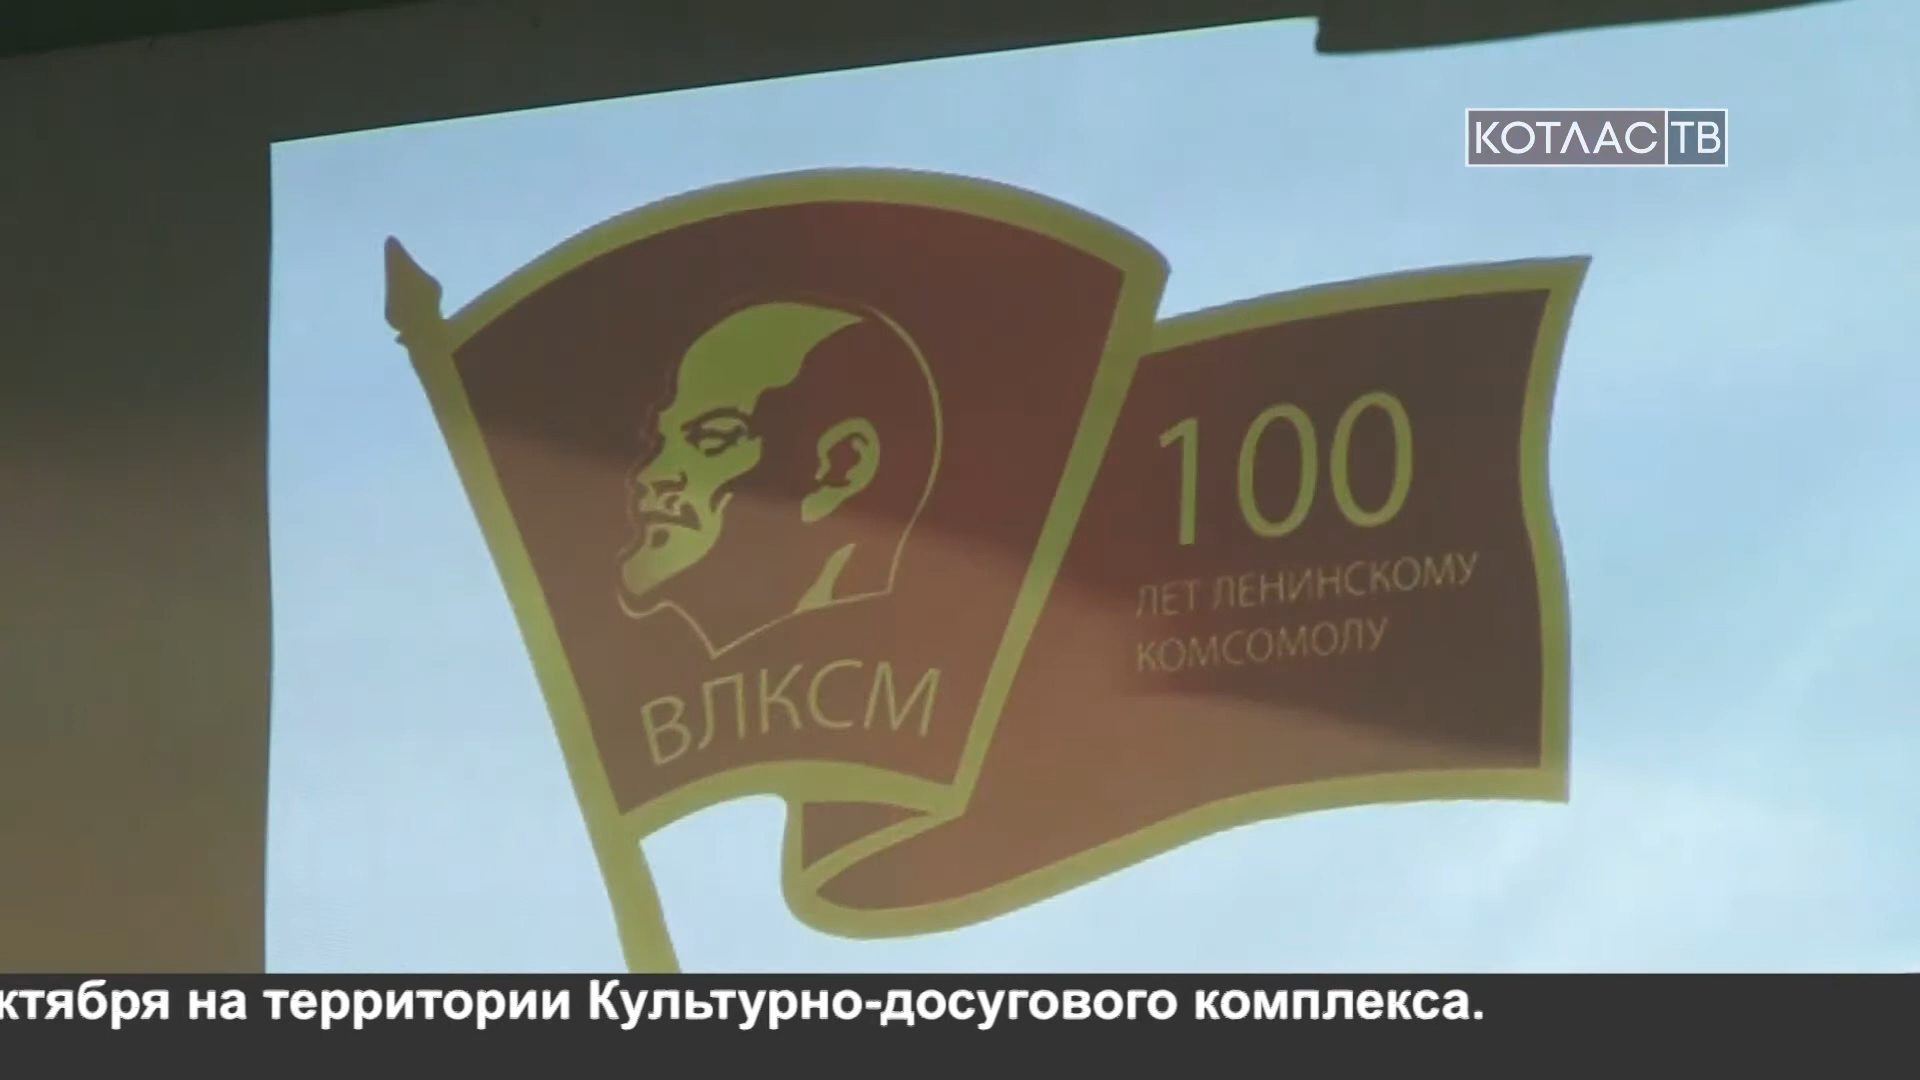 КОТЛАС ТВ
100
ЛЕТ ЛЕНИНСКОМУ
КОМСОМОЛУ
ВЛКСМ
ктября на территории Культурно-досугового комплекса.